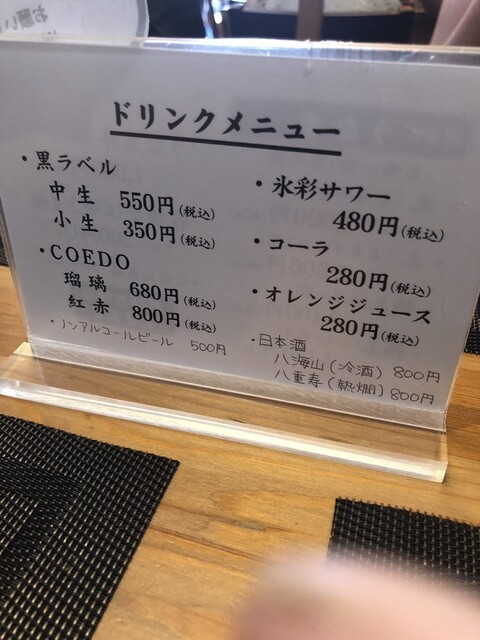 お願い
ドリンクメニュー
・黒ラベル
中生 550円(税込)
小生 350円(税込)
・COEDO
瑠璃 680円(税込)
紅赤 800円(税込)
・ノンアルコールビール 500円
・氷彩サワー
480円(税込)
・コーラ
280円(税込)
・オレンジジュース
280円(税込)
・日本酒
八海山(冷酒) 800円
八重寿(熱燗) 800円